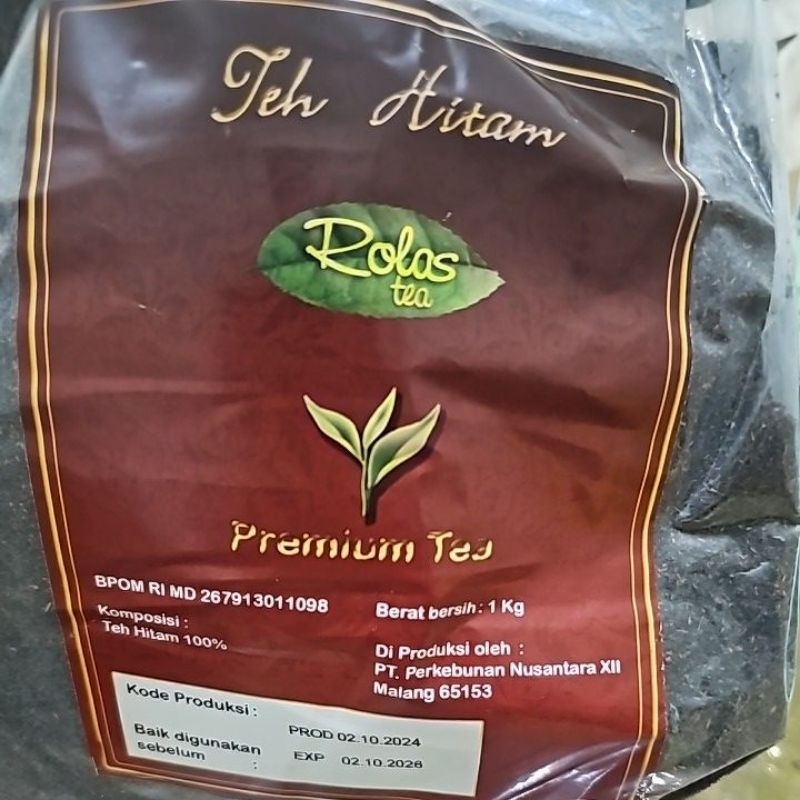 Teh Hitam
Rolas
tea
Premium Tea
BPOM RI MD 267913011098
Komposisi :
Teh Hitam 100%
Berat bersih : 1 Kg
Di Produksi oleh :
PT. Perkebunan Nusantara XII
Malang 65153
Kode Produksi :
PROD 02.10.2024
Baik digunakan
sebelum :
EXP 02.10.2026